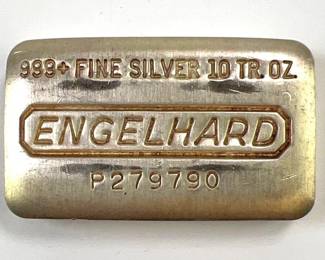 999+ FINE SILVER 10 TR. OZ.
ENGELHARD
P279790